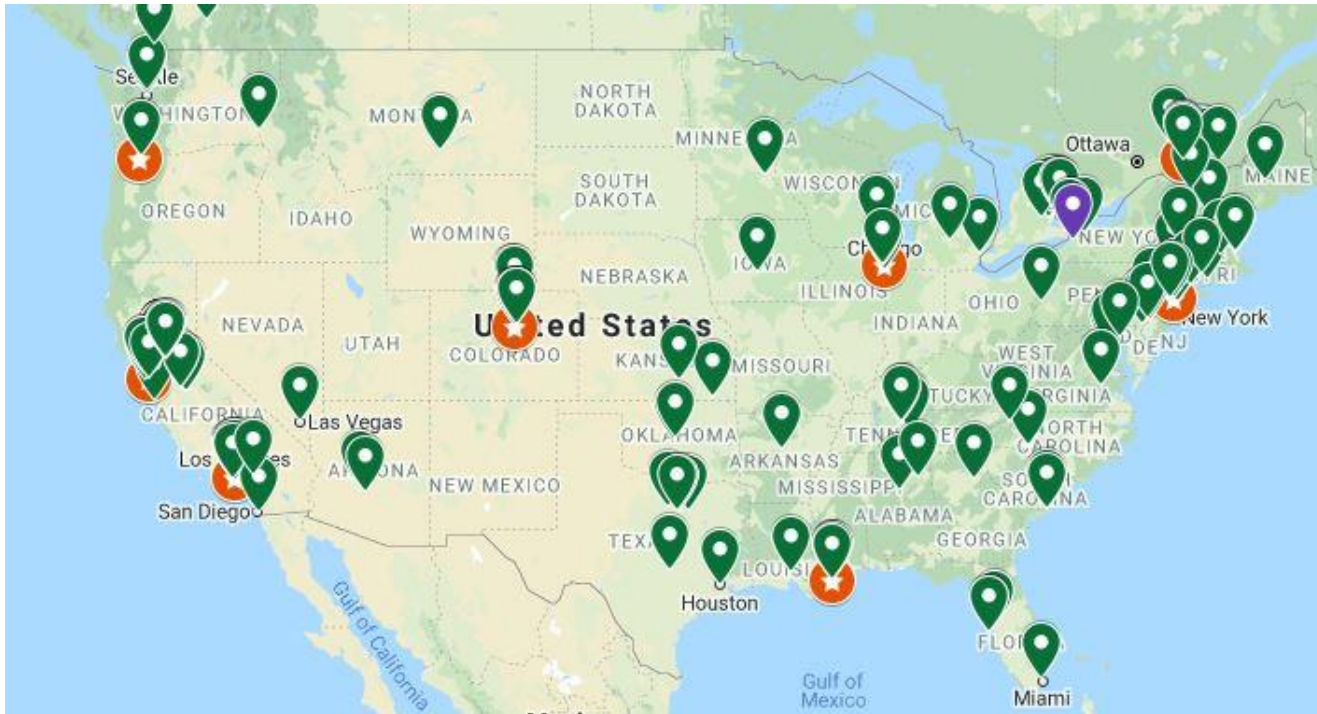 Seattle
WASHINGTON
MONTANA
NORTH
DAKOTA
MINNESOTA
Ottawa
MAINE
SOUTH
DAKOTA
WISCONSIN
OREGON
IDAHO
WYOMING
NEW YORK
Chicago
IOWA
NEBRASKA
ILLINOIS
OHIO
INDIANA
United States
NEVADA
UTAH
COLORADO
KANSAS
MISSOURI
WEST
VIRGINIA
DE
NJ
New York
CALIFORNIA
Las Vegas
KENTUCKY
VIRGINIA
OKLAHOMA
TENNESSEE
NORTH
CAROLINA
Los Angeles
ARIZONA
NEW MEXICO
ARKANSAS
MISSISSIPPI
SOUTH
CAROLINA
San Diego
ALABAMA
TEXAS
GEORGIA
LOUISIANA
Houston
Gulf of California
FLORIDA
Gulf of
Mexico
Miami